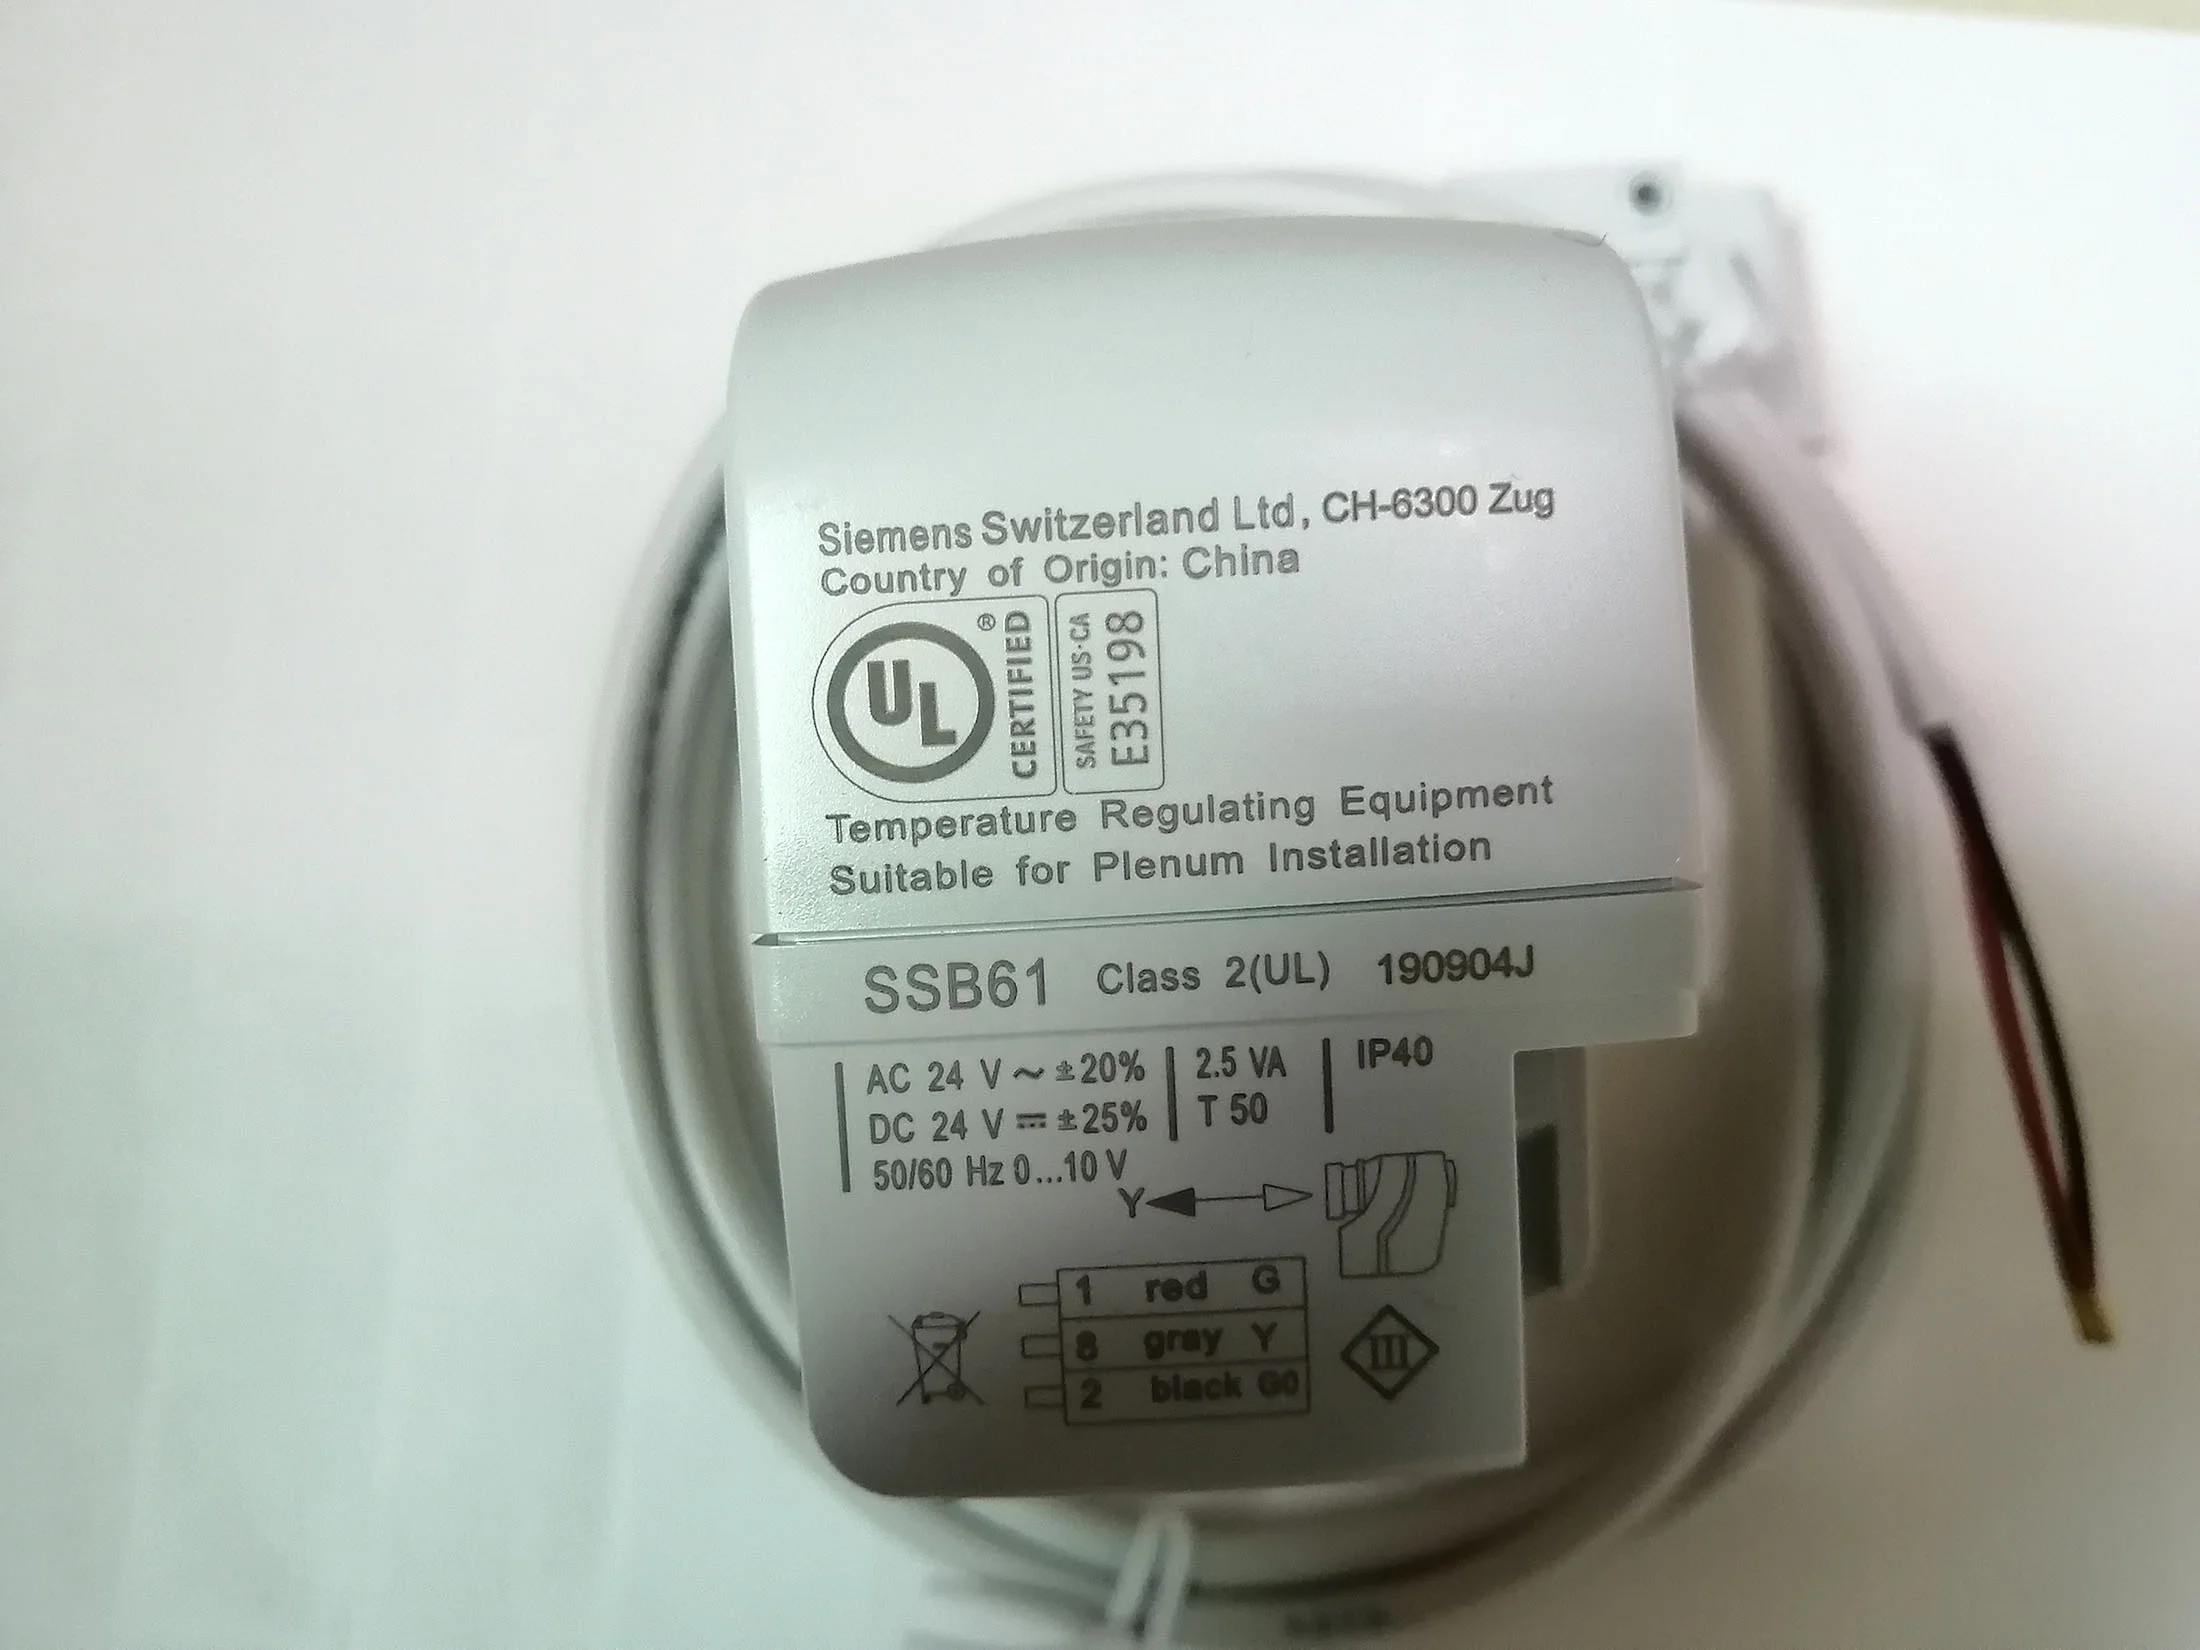 Siemens Switzerland Ltd, CH-6300 Zug
Country of Origin: China
UL ® CERTIFIED
SAFETY US·CA
E35198
Temperature Regulating Equipment
Suitable for Plenum Installation
SSB61 Class 2(UL) 190904J
AC 24 V ~ ±20% 2.5 VA IP40
DC 24 V ⎓ ±25% T 50
50/60 Hz 0...10 V
Y
1 red G
8 gray Y
2 black G0
III